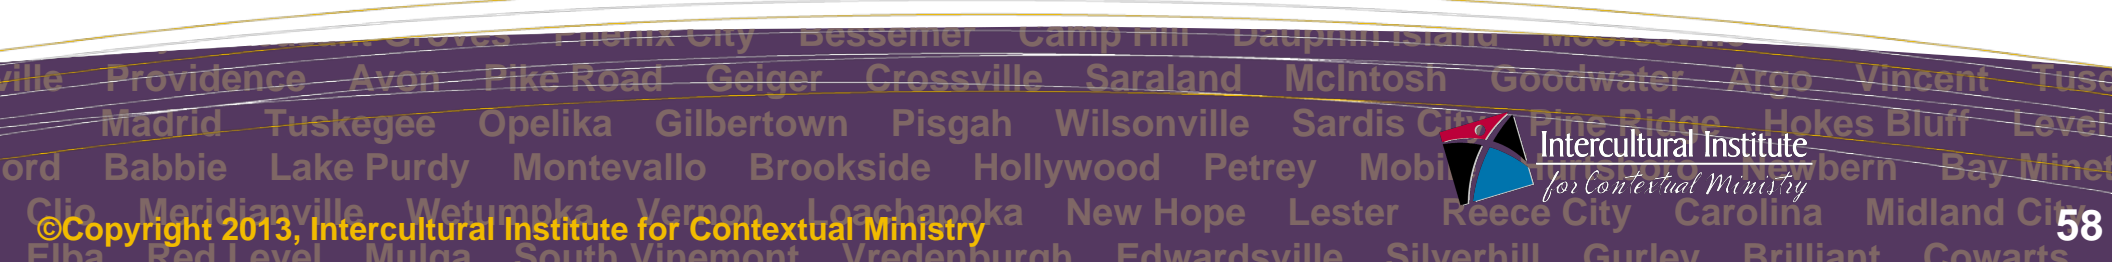 Groves Phenix City Bessemer Camp Hill Dauphin Island
ville Providence Avon Pike Road Geiger Crossville Saraland McIntosh Goodwater Argo Vincent Tusc
Madrid Tuskegee Opelika Gilbertown Pisgah Wilsonville Sardis City Pine Ridge Hokes Bluff Level
Intercultural Institute
ord Babbie Lake Purdy Montevallo Brookside Hollywood Petrey Mobi Newbern Bay Minet
for Contextual Ministry
Clio Meridianville Wetumpka Vernon Loachapoka New Hope Lester Reece City Carolina Midland City
©Copyright 2013, Intercultural Institute for Contextual Ministry
58
Elba Red Level Mulga South Vinemont Vredenburgh Edwardsville Silverhill Gurley Brilliant Cowarts